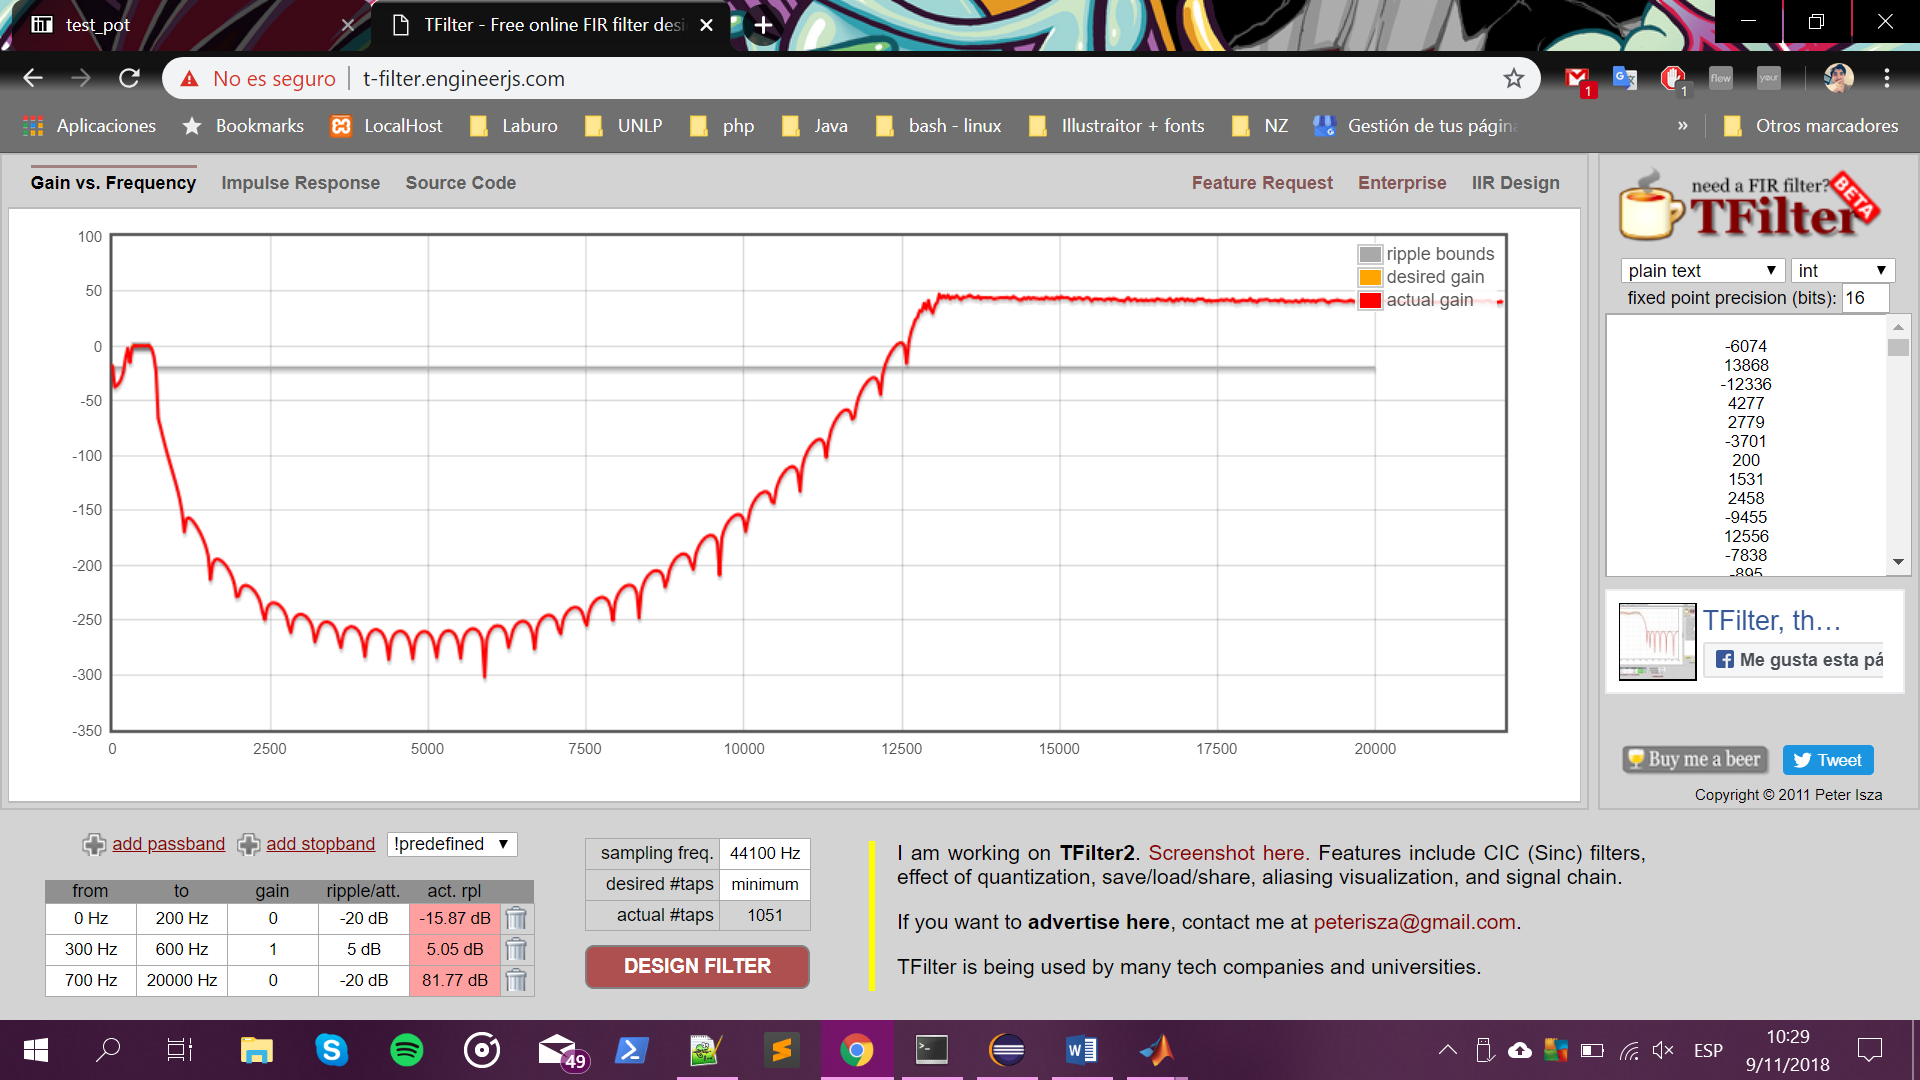 test_pot
TFilter - Free online FIR filter desi
No es seguro
t-filter.engineerjs.com
1
1
flew
your
Aplicaciones
Bookmarks
LocalHost
Laburo
UNLP
php
Java
bash - linux
Illustraitor + fonts
NZ
Gestión de tus página
»
Otros marcadores
Gain vs. Frequency
Impulse Response
Source Code
Feature Request
Enterprise
IIR Design
100
50
0
-50
-100
-150
-200
-250
-300
-350
0
2500
5000
7500
10000
12500
15000
17500
20000
ripple bounds
desired gain
actual gain
need a FIR filter?
BETA
TFilter
plain text
int
fixed point precision (bits): 16
-6074
13868
-12336
4277
2779
-3701
200
1531
2458
-9455
12556
-7838
-895
TFilter, th…
Me gusta esta pá
Buy me a beer
Tweet
Copyright © 2011 Peter Isza
add passband
add stopband
!predefined
from to gain ripple/att. act. rpl
0 Hz 200 Hz 0 -20 dB -15.87 dB
300 Hz 600 Hz 1 5 dB 5.05 dB
700 Hz 20000 Hz 0 -20 dB 81.77 dB
sampling freq. 44100 Hz
desired #taps minimum
actual #taps 1051
DESIGN FILTER
I am working on TFilter2. Screenshot here. Features include CIC (Sinc) filters,
effect of quantization, save/load/share, aliasing visualization, and signal chain.
If you want to advertise here, contact me at peterisza@gmail.com.
TFilter is being used by many tech companies and universities.
49
ESP
10:29
9/11/2018